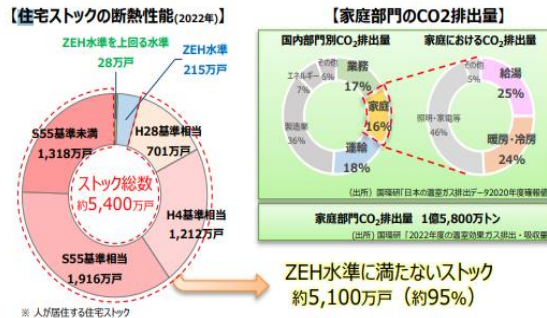 【住宅ストックの断熱性能(2022年)】
ZEH水準を上回る水準
28万戸
ZEH水準
215万戸
H28基準相当
701万戸
S55基準未満
1,318万戸
ストック総数
約5,400万戸
H4基準相当
1,212万戸
S55基準相当
1,916万戸
※ 人が居住する住宅ストック
【家庭部門のCO2排出量】
国内部門別CO₂排出量
家庭におけるCO₂排出量
その他
6%
エネルギー
7%
業務
17%
家庭
16%
製造業
36%
運輸
18%
その他
5%
給湯
25%
照明・家電等
46%
暖房・冷房
24%
(出所)国環研「日本の温室ガス排出データ2020年度確報値
家庭部門CO₂排出量 1億5,800万トン
(出所)国環研「2022年度の温室効果ガス排出・吸収量
ZEH水準に満たないストック
約5,100万戸(約95%)